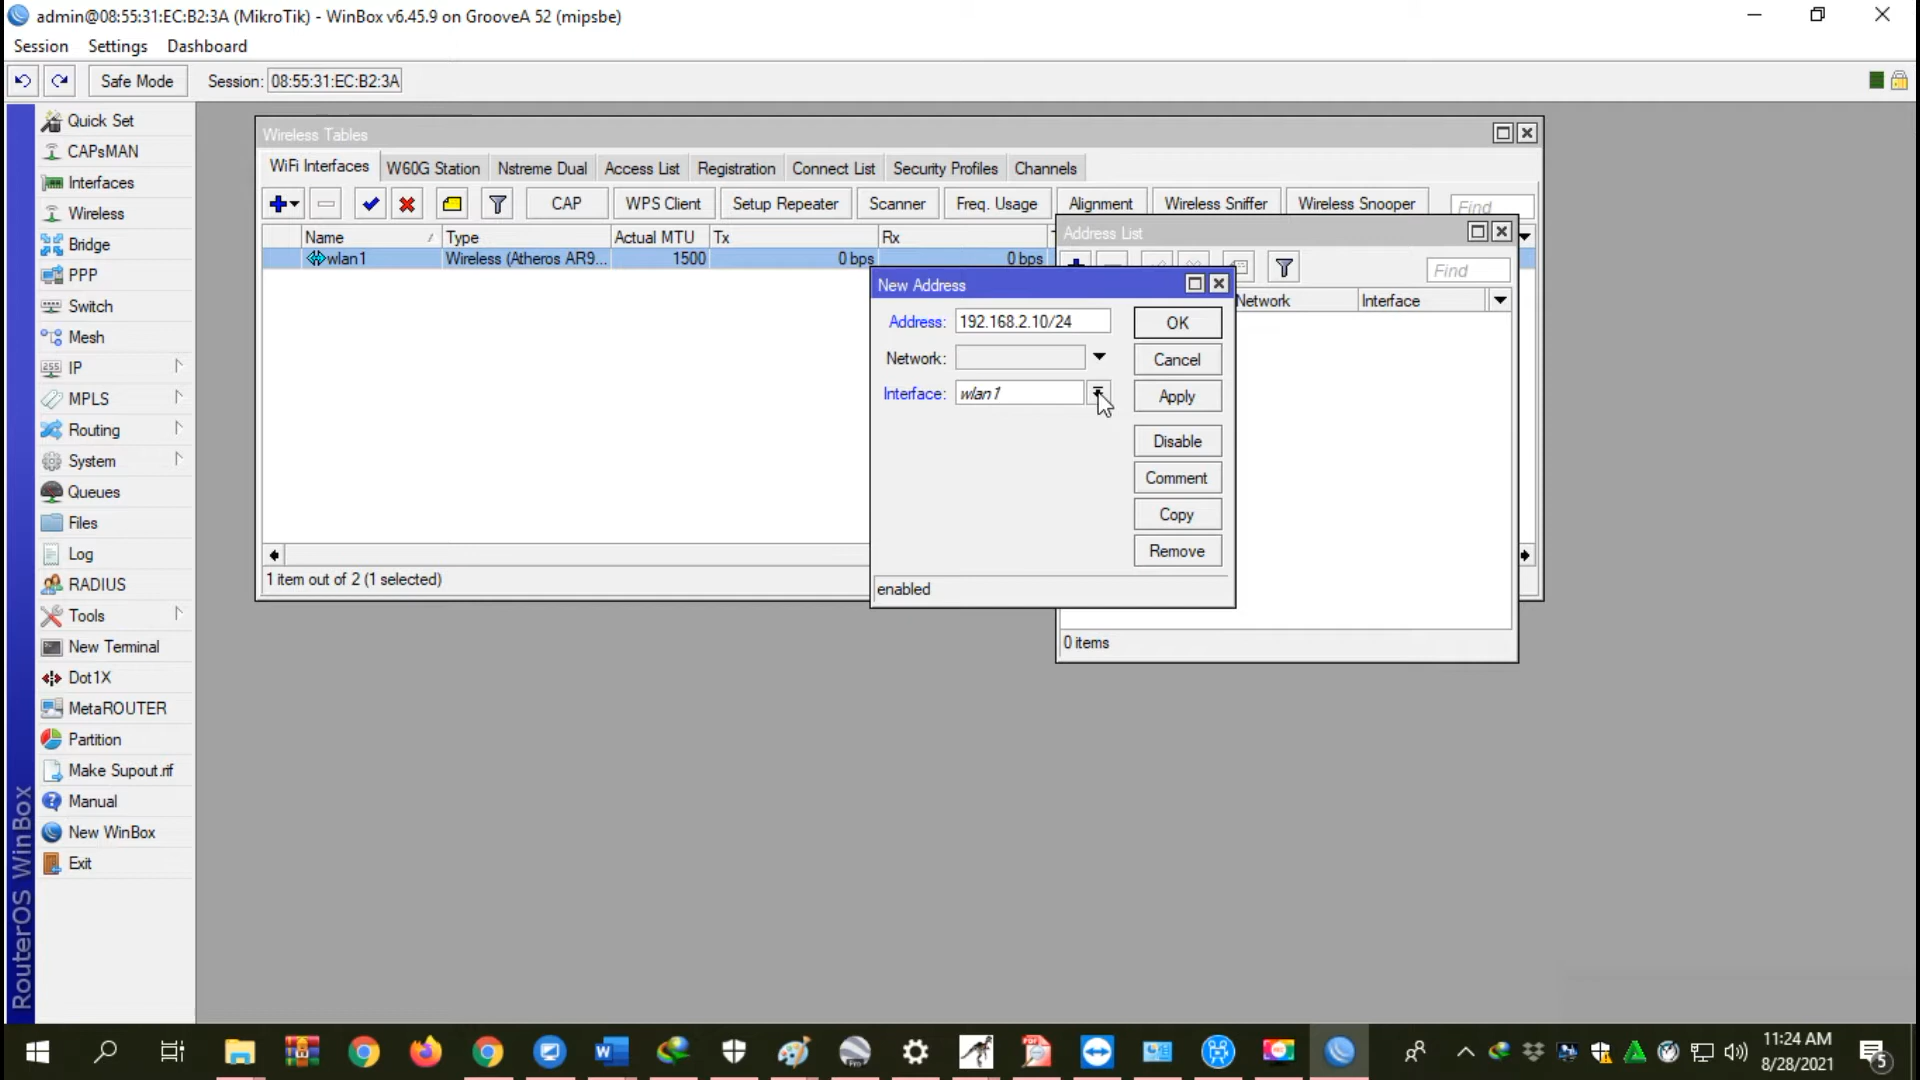 admin@08:55:31:EC:B2:3A (MikroTik) - WinBox v6.45.9 on GrooveA 52 (mipsbe)
Session Settings Dashboard
Safe Mode Session: 08:55:31:EC:B2:3A
Quick Set
CAPsMAN
Interfaces
Wireless
Bridge
PPP
Switch
Mesh
IP
MPLS
Routing
System
Queues
Files
Log
RADIUS
Tools
New Terminal
Dot1X
MetaROUTER
Partition
Make Supout.rif
Manual
New WinBox
Exit
RouterOS WinBox
Wireless Tables
WiFi Interfaces W60G Station Nstreme Dual Access List Registration Connect List Security Profiles Channels
CAP WPS Client Setup Repeater Scanner Freq. Usage Alignment Wireless Sniffer Wireless Snooper Find
Name Type Actual MTU Tx Rx
wlan1 Wireless (Atheros AR9... 1500 0 bps 0 bps
1 item out of 2 (1 selected)
Address List
Find
Network Interface
0 items
New Address
Address: 192.168.2.10/24
Network:
Interface: wlan1
OK
Cancel
Apply
Disable
Comment
Copy
Remove
enabled
11:24 AM
8/28/2021
5